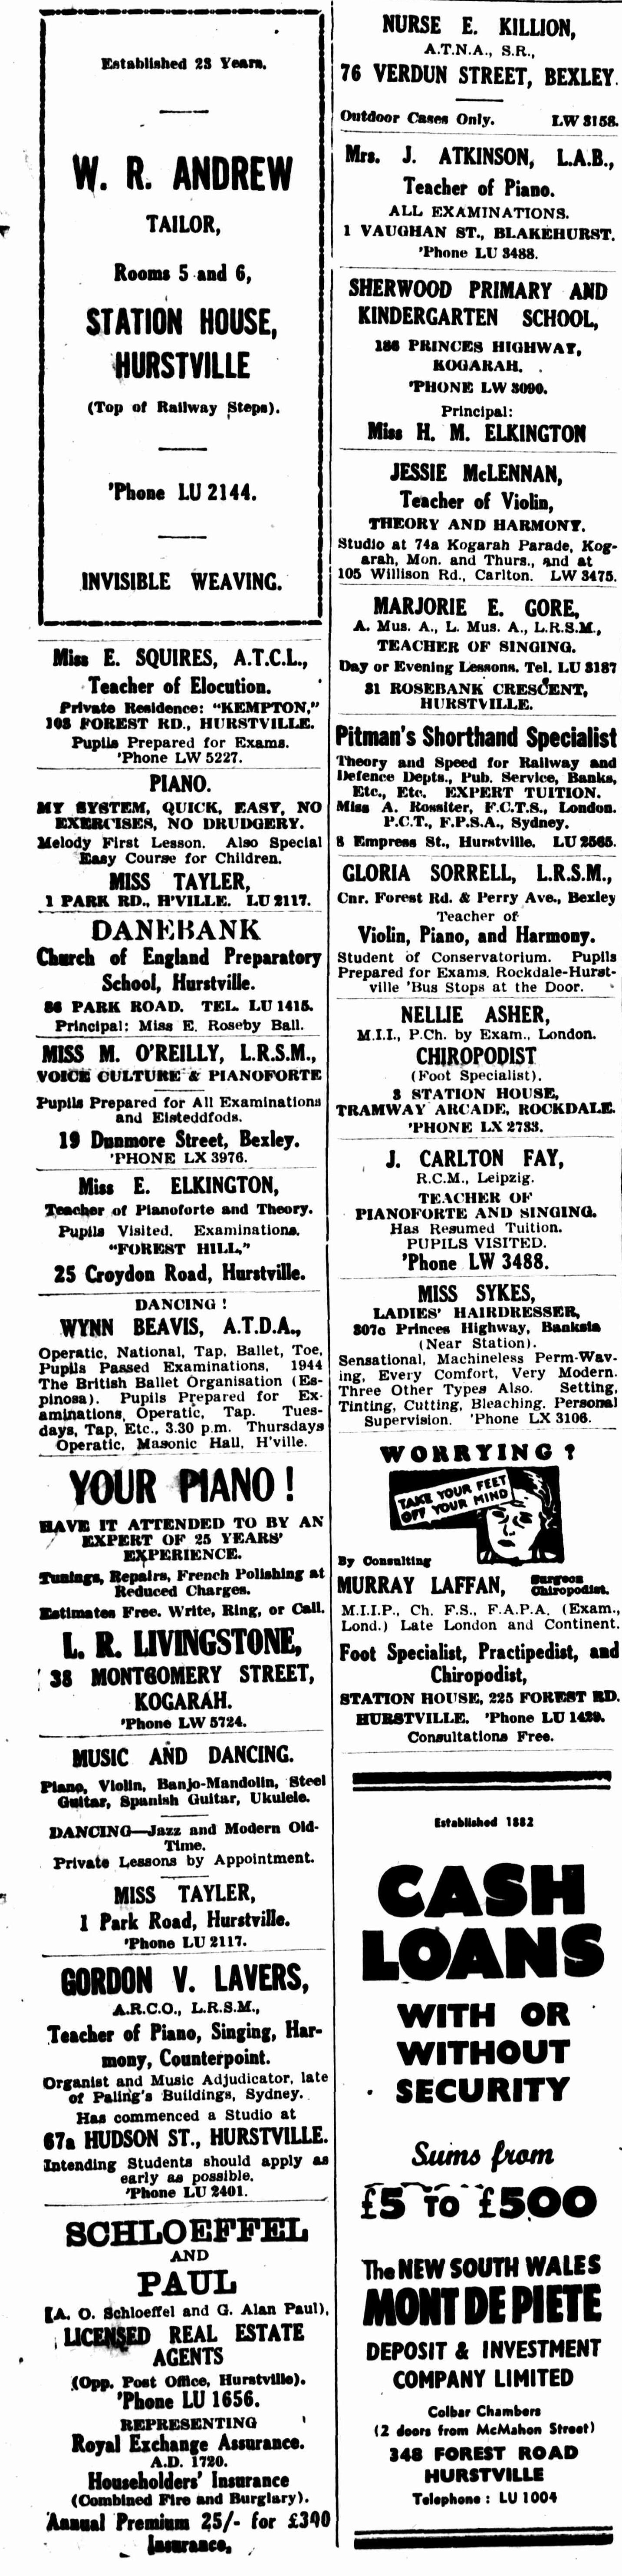 Established 23 Years.
W. R. ANDREW
TAILOR,
Rooms 5 and 6,
STATION HOUSE,
HURSTVILLE
(Top of Railway Steps).
'Phone LU 2144.
INVISIBLE WEAVING.
Miss E. SQUIRES, A.T.C.L.,
Teacher of Elocution.
Private Residence: "KEMPTON,"
103 FOREST RD., HURSTVILLE.
Pupils Prepared for Exams.
'Phone LW 5227.
PIANO.
MY SYSTEM, QUICK, EASY, NO
EXERCISES, NO DRUDGERY.
Melody First Lesson. Also Special
Easy Course for Children.
MISS TAYLER,
1 PARK RD., H'VILLE. LU 2117.
DANEBANK
Church of England Preparatory
School, Hurstville.
86 PARK ROAD. TEL. LU 1415.
Principal: Miss E. Roseby Ball.
MISS M. O'REILLY, L.R.S.M.,
VOICE CULTURE & PIANOFORTE
Pupils Prepared for All Examinations
and Eisteddfods.
19 Dunmore Street, Bexley.
'PHONE LX 3976.
Miss E. ELKINGTON,
Teacher of Pianoforte and Theory.
Pupils Visited. Examinations.
"FOREST HILL,"
25 Croydon Road, Hurstville.
DANCING!
WYNN BEAVIS, A.T.D.A.,
Operatic, National, Tap, Ballet, Toe,
Pupils Passed Examinations, 1944
The British Ballet Organisation (Es-
pinosa). Pupils Prepared for Ex-
aminations, Operatic, Tap. Tues-
days, Tap, Etc., 3.30 p.m. Thursdays
Operatic, Masonic Hall, H'ville.
YOUR PIANO!
HAVE IT ATTENDED TO BY AN
EXPERT OF 25 YEARS'
EXPERIENCE.
Tunings, Repairs, French Polishing at
Reduced Charges.
Estimates Free. Write, Ring, or Call.
L. R. LIVINGSTONE,
38 MONTGOMERY STREET,
KOGARAH.
'Phone LW 5724.
MUSIC AND DANCING.
Piano, Violin, Banjo-Mandolin, Steel
Guitar, Spanish Guitar, Ukulele.
DANCING—Jazz and Modern Old-
Time.
Private Lessons by Appointment.
MISS TAYLER,
1 Park Road, Hurstville.
'Phone LU 2117.
GORDON V. LAVERS,
A.R.C.O., L.R.S.M.,
Teacher of Piano, Singing, Har-
mony, Counterpoint.
Organist and Music Adjudicator, late
of Paling's Buildings, Sydney.
Has commenced a Studio at
67a HUDSON ST., HURSTVILLE.
Intending Students should apply as
early as possible.
'Phone LU 2401.
SCHLOEFFEL
AND
PAUL
[A. O. Schloeffel and G. Alan Paul),
LICENSED REAL ESTATE
AGENTS
(Opp. Post Office, Hurstville).
'Phone LU 1656.
REPRESENTING
Royal Exchange Assurance.
A.D. 1720.
Householders' Insurance
(Combined Fire and Burglary).
Annual Premium 25/- for £300
Insurance.
NURSE E. KILLION,
A.T.N.A., S.R.,
76 VERDUN STREET, BEXLEY.
Outdoor Cases Only. LW 3158.
Mrs. J. ATKINSON, L.A.B.,
Teacher of Piano.
ALL EXAMINATIONS.
1 VAUGHAN ST., BLAKEHURST.
'Phone LU 3488.
SHERWOOD PRIMARY AND
KINDERGARTEN SCHOOL,
186 PRINCES HIGHWAY,
KOGARAH.
'PHONE LW 3090.
Principal:
Miss H. M. ELKINGTON
JESSIE McLENNAN,
Teacher of Violin,
THEORY AND HARMONY.
Studio at 74a Kogarah Parade, Kog-
arah, Mon. and Thurs., and at
105 Willison Rd., Carlton. LW 3475.
MARJORIE E. GORE,
A. Mus. A., L. Mus. A., L.R.S.M.,
TEACHER OF SINGING.
Day or Evening Lessons. Tel. LU 3187
81 ROSEBANK CRESCENT,
HURSTVILLE.
Pitman's Shorthand Specialist
Theory and Speed for Railway and
Defence Depts., Pub. Service, Banks,
Etc., Etc. EXPERT TUITION.
Miss A. Rossiter, F.C.T.S., London.
P.C.T., F.P.S.A., Sydney.
8 Empress St., Hurstville. LU 2565.
GLORIA SORRELL, L.R.S.M.,
Cnr. Forest Rd. & Perry Ave., Bexley
Teacher of
Violin, Piano, and Harmony.
Student of Conservatorium. Pupils
Prepared for Exams. Rockdale-Hurst-
ville 'Bus Stops at the Door.
NELLIE ASHER,
M.I.I., P.Ch. by Exam., London.
CHIROPODIST
(Foot Specialist).
8 STATION HOUSE,
TRAMWAY ARCADE, ROCKDALE.
'PHONE LX 2733.
J. CARLTON FAY,
R.C.M., Leipzig.
TEACHER OF
PIANOFORTE AND SINGING.
Has Resumed Tuition.
PUPILS VISITED.
'Phone LW 3488.
MISS SYKES,
LADIES' HAIRDRESSER,
307c Princes Highway, Banksia
(Near Station).
Sensational, Machineless Perm-Wav-
ing, Every Comfort, Very Modern.
Three Other Types Also. Setting,
Tinting, Cutting, Bleaching. Personal
Supervision. 'Phone LX 3106.
WORRYING?
TAKE YOUR FEET
OFF YOUR MIND
By Consulting
MURRAY LAFFAN, Surgeon Chiropodist.
M.I.I.P., Ch. F.S., F.A.P.A. (Exam.,
Lond.) Late London and Continent.
Foot Specialist, Practipedist, and
Chiropodist,
STATION HOUSE, 225 FOREST RD.
HURSTVILLE. 'Phone LU 1429.
Consultations Free.
Established 1882
CASH
LOANS
WITH OR
WITHOUT
SECURITY
Sums from
£5 TO £500
The NEW SOUTH WALES
MONT DE PIETE
DEPOSIT & INVESTMENT
COMPANY LIMITED
Colbar Chambers
(2 doors from McMahon Street)
348 FOREST ROAD
HURSTVILLE
Telephone: LU 1004